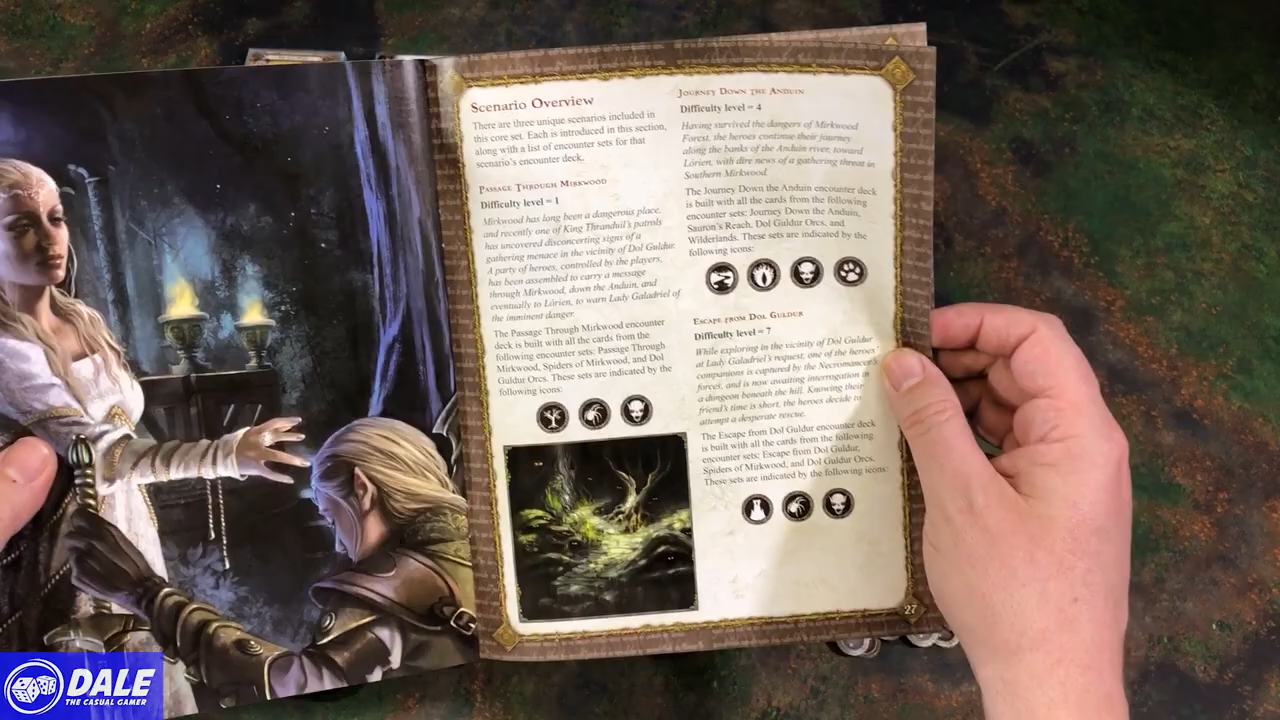 Scenario Overview
There are three unique scenarios included in
this core set. Each is introduced in this section,
along with a list of encounter sets for that
scenario's encounter deck.
Passage Through Mirkwood
Difficulty level = 1
Mirkwood has long been a dangerous place,
and recently one of King Thranduil's patrols
has uncovered disconcerting signs of a
gathering menace in the vicinity of Dol Guldur.
A party of heroes, controlled by the players,
has been assembled to carry a message
through Mirkwood, down the Anduin, and
eventually to Lórien, to warn Lady Galadriel of
the imminent danger.
The Passage Through Mirkwood encounter
deck is built with all the cards from the
following encounter sets: Passage Through
Mirkwood, Spiders of Mirkwood, and Dol
Guldur Orcs. These sets are indicated by the
following icons:
Journey Down the Anduin
Difficulty level = 4
Having survived the dangers of Mirkwood
Forest, the heroes continue their journey
along the banks of the Anduin river, toward
Lórien, with dire news of a gathering threat in
Southern Mirkwood.
The Journey Down the Anduin encounter deck
is built with all the cards from the following
encounter sets: Journey Down the Anduin,
Sauron's Reach, Dol Guldur Orcs, and
Wilderlands. These sets are indicated by the
following icons:
Escape from Dol Guldur
Difficulty level = 7
While exploring in the vicinity of Dol Guldur
at Lady Galadriel's request, one of the heroes'
companions is captured by the Necromancer's
forces, and is now awaiting interrogation in
a dungeon beneath the hill. Knowing their
friend's time is short, the heroes decide to
attempt a desperate rescue.
The Escape from Dol Guldur encounter deck
is built with all the cards from the following
encounter sets: Escape from Dol Guldur,
Spiders of Mirkwood, and Dol Guldur Orcs.
These sets are indicated by the following icons:
27
DALE
THE CASUAL GAMER